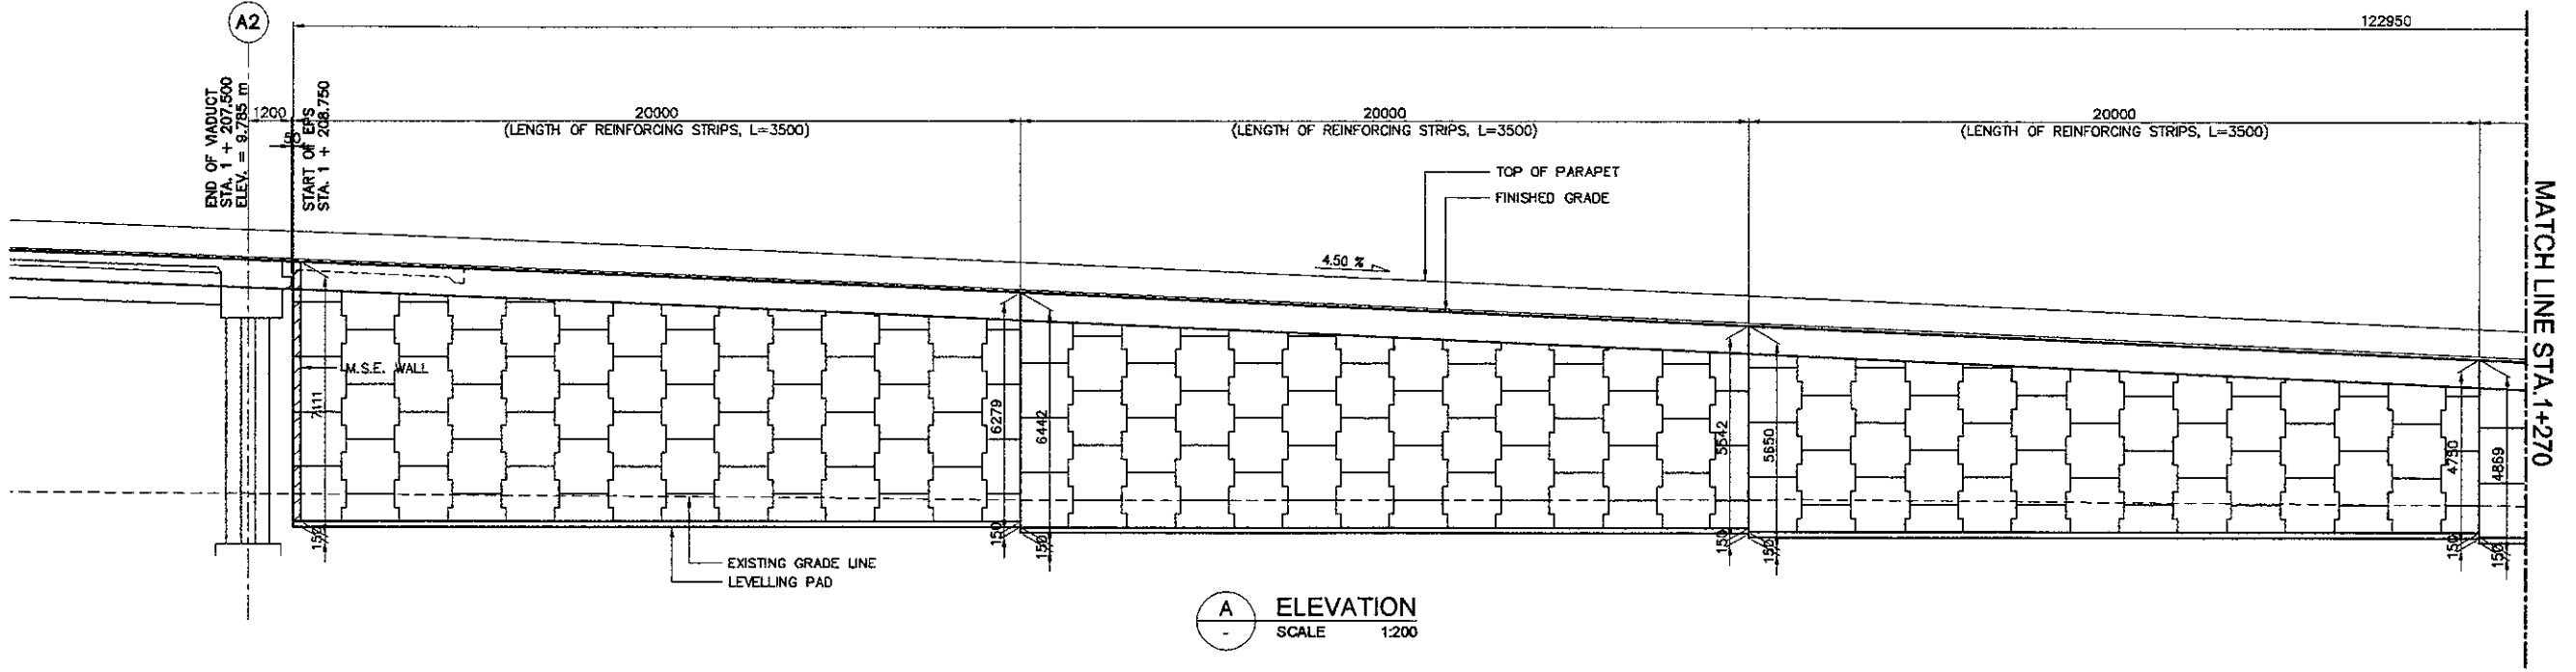 A2
122950
END OF VIADUCT
STA. 1 + 207.500
ELEV. = 9.785 m
1200
50
START OF EPS
STA. 1 + 208.750
20000
(LENGTH OF REINFORCING STRIPS, L=3500)
20000
(LENGTH OF REINFORCING STRIPS, L=3500)
20000
(LENGTH OF REINFORCING STRIPS, L=3500)
TOP OF PARAPET
FINISHED GRADE
4.50 %
MATCH LINE STA.1+270
M.S.E. WALL
7111
6279
6442
5542
5650
4750
4869
150
150
150
150
150
150
150
EXISTING GRADE LINE
LEVELLING PAD
A
-
ELEVATION
SCALE 1:200